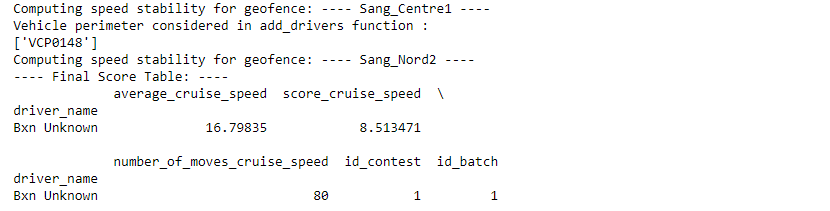 Computing speed stability for geofence: ---- Sang_Centre1 ----
Vehicle perimeter considered in add_drivers function :
['VCP0148']
Computing speed stability for geofence: ---- Sang_Nord2 ----
---- Final Score Table: ----
average_cruise_speed score_cruise_speed \
driver_name
Bxn Unknown 16.79835 8.513471
number_of_moves_cruise_speed id_contest id_batch
driver_name
Bxn Unknown 80 1 1